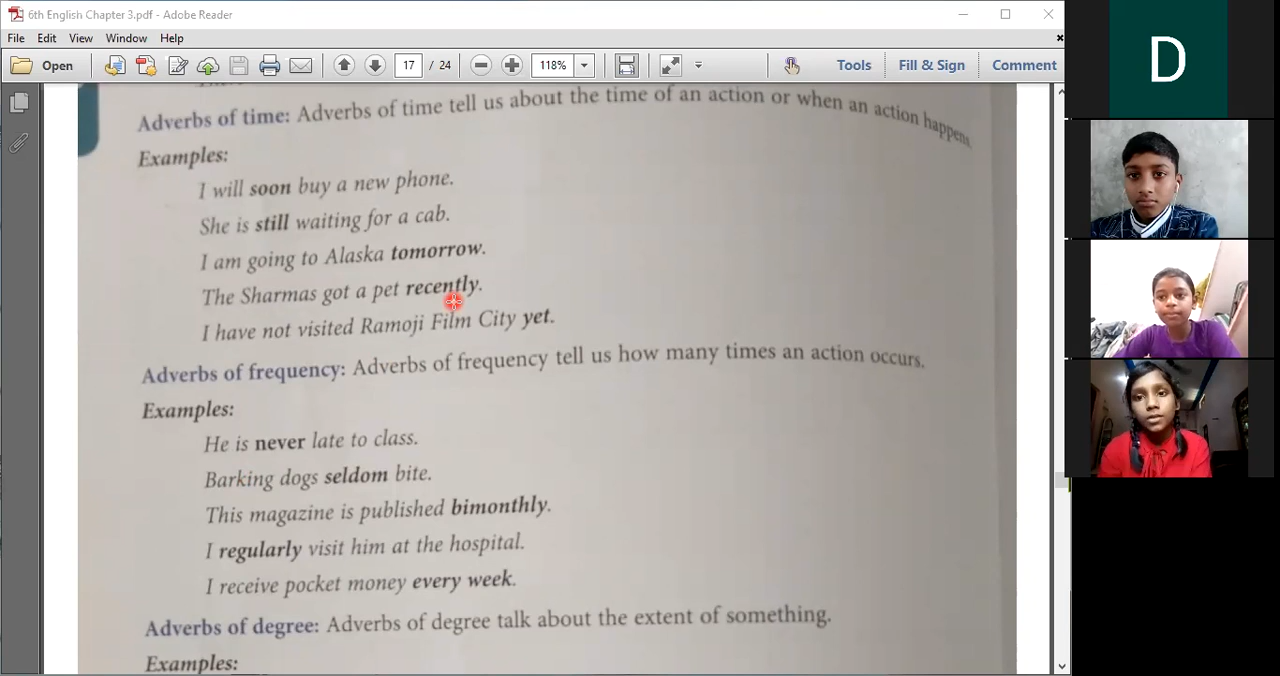 6th English Chapter 3.pdf - Adobe Reader
File Edit View Window Help
Open 17 / 24 118% Tools Fill & Sign Comment
Adverbs of time: Adverbs of time tell us about the time of an action or when an action happens
Examples:
I will soon buy a new phone.
She is still waiting for a cab.
I am going to Alaska tomorrow.
The Sharmas got a pet recently.
I have not visited Ramoji Film City yet.
Adverbs of frequency: Adverbs of frequency tell us how many times an action occurs.
Examples:
He is never late to class.
Barking dogs seldom bite.
This magazine is published bimonthly.
I regularly visit him at the hospital.
I receive pocket money every week.
Adverbs of degree: Adverbs of degree talk about the extent of something.
Examples:
D